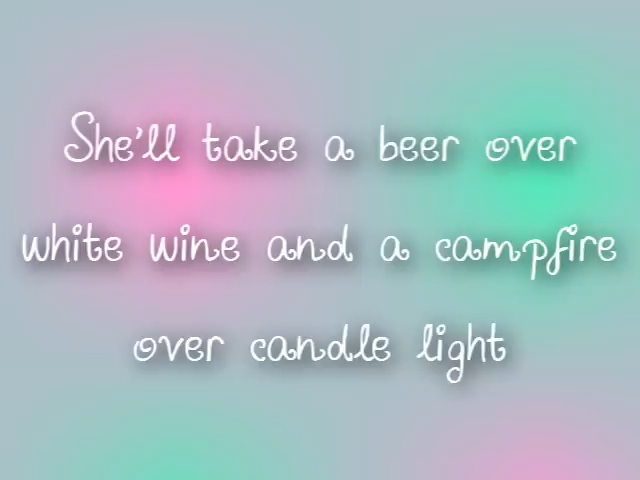 She'll take a beer over
white wine and a campfire
over candle light